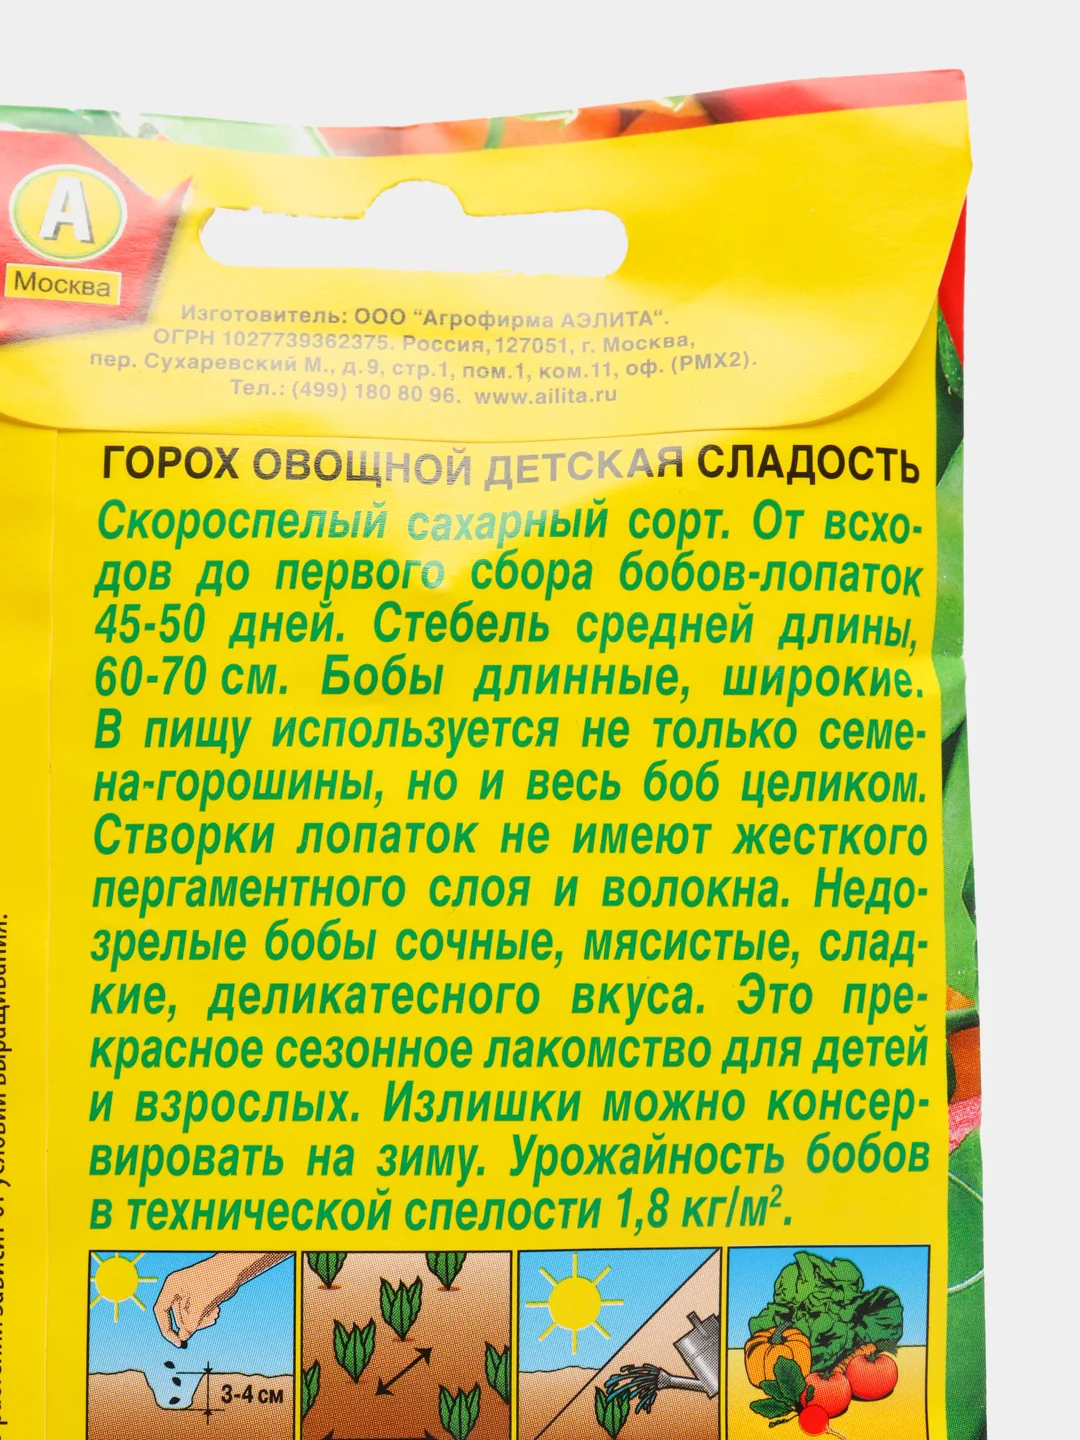 А
Москва
Изготовитель: ООО “Агрофирма АЭЛИТА“.
ОГРН 1027739362375. Россия, 127051, г. Москва,
пер. Сухаревский М., д.9, стр.1, пом.1, ком.11, оф. (РМХ2).
Тел.: (499) 180 80 96. www.ailita.ru
ГОРОХ ОВОЩНОЙ ДЕТСКАЯ СЛАДОСТЬ
Скороспелый сахарный сорт. От всхо-
дов до первого сбора бобов-лопаток
45-50 дней. Стебель средней длины,
60-70 см. Бобы длинные, широкие.
В пищу используется не только семе-
на-горошины, но и весь боб целиком.
Створки лопаток не имеют жесткого
пергаментного слоя и волокна. Недо-
зрелые бобы сочные, мясистые, слад-
кие, деликатесного вкуса. Это пре-
красное сезонное лакомство для детей
и взрослых. Излишки можно консер-
вировать на зиму. Урожайность бобов
в технической спелости 1,8 кг/м².
3-4 см
зависит от условий выращивания.